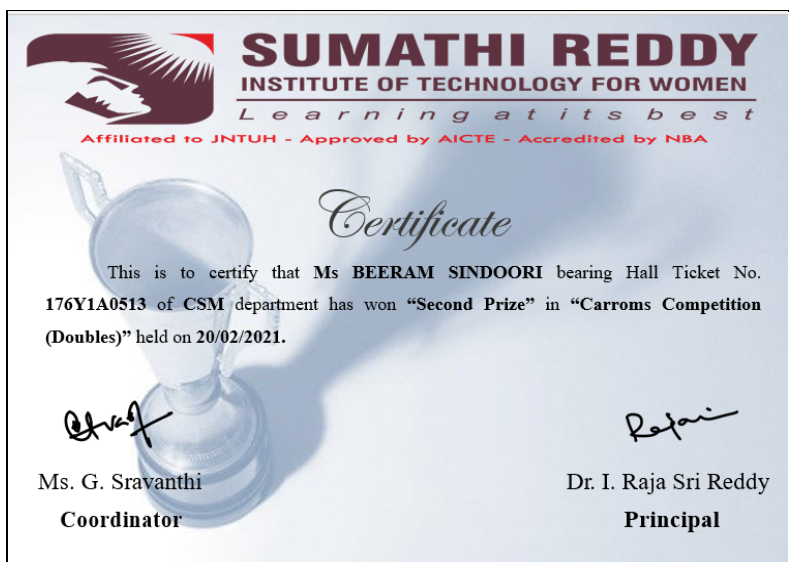 SUMATHI REDDY
INSTITUTE OF TECHNOLOGY FOR WOMEN
Learning at its best
Affiliated to JNTUH - Approved by AICTE - Accredited by NBA
Certificate
This is to certify that Ms BEERAM SINDOORI bearing Hall Ticket No.
176Y1A0513 of CSM department has won “Second Prize” in “Carroms Competition
(Doubles)” held on 20/02/2021.
Ms. G. Sravanthi
Dr. I. Raja Sri Reddy
Coordinator
Principal